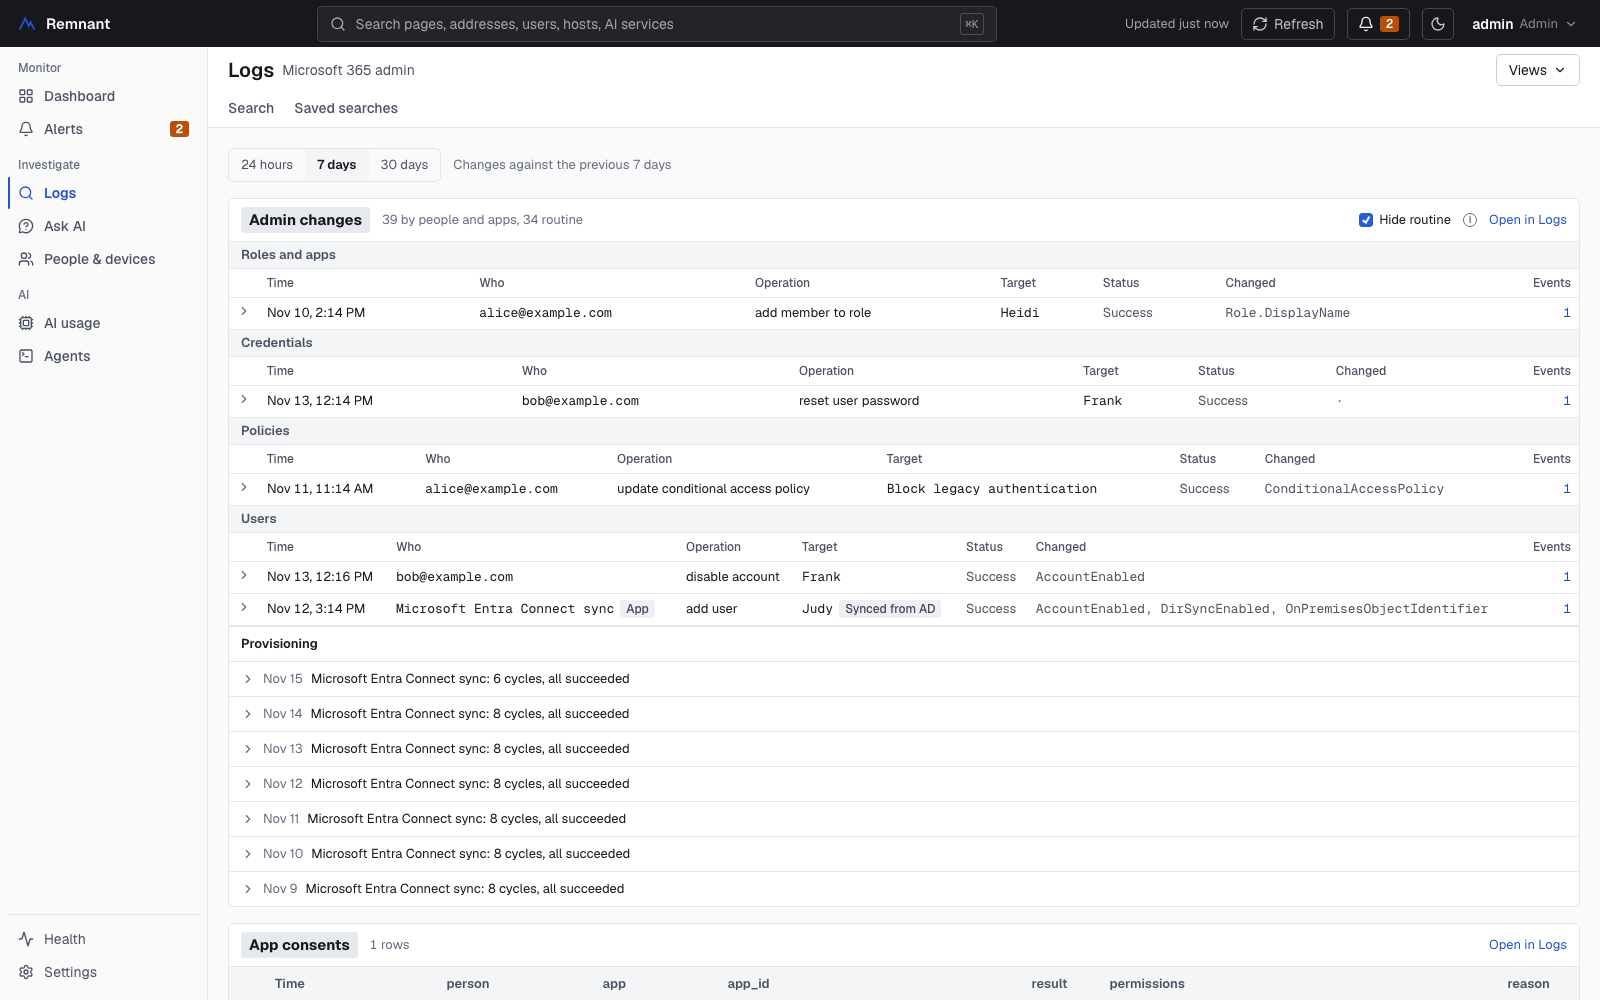 Remnant
Search pages, addresses, users, hosts, AI services
⌘K
Updated just now
Refresh
2
admin Admin
Monitor
Dashboard
Alerts 2
Investigate
Logs
Ask AI
People & devices
AI
AI usage
Agents
Health
Settings
Logs Microsoft 365 admin
Views
Search Saved searches
24 hours 7 days 30 days Changes against the previous 7 days
Admin changes 39 by people and apps, 34 routine Hide routine Open in Logs
Roles and apps
Time Who Operation Target Status Changed Events
Nov 10, 2:14 PM alice@example.com add member to role Heidi Success Role.DisplayName 1
Credentials
Time Who Operation Target Status Changed Events
Nov 13, 12:14 PM bob@example.com reset user password Frank Success · 1
Policies
Time Who Operation Target Status Changed Events
Nov 11, 11:14 AM alice@example.com update conditional access policy Block legacy authentication Success ConditionalAccessPolicy 1
Users
Time Who Operation Target Status Changed Events
Nov 13, 12:16 PM bob@example.com disable account Frank Success AccountEnabled 1
Nov 12, 3:14 PM Microsoft Entra Connect sync App add user Judy Synced from AD Success AccountEnabled, DirSyncEnabled, OnPremisesObjectIdentifier 1
Provisioning
Nov 15 Microsoft Entra Connect sync: 6 cycles, all succeeded
Nov 14 Microsoft Entra Connect sync: 8 cycles, all succeeded
Nov 13 Microsoft Entra Connect sync: 8 cycles, all succeeded
Nov 12 Microsoft Entra Connect sync: 8 cycles, all succeeded
Nov 11 Microsoft Entra Connect sync: 8 cycles, all succeeded
Nov 10 Microsoft Entra Connect sync: 8 cycles, all succeeded
Nov 9 Microsoft Entra Connect sync: 8 cycles, all succeeded
App consents 1 rows Open in Logs
Time person app app_id result permissions reason